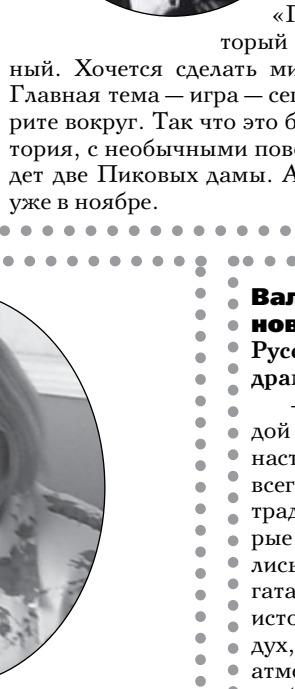 «П
торый
ный. Хочется сделать ми
Главная тема — игра — сег
рите вокруг. Так что это б
тория, с необычными пово
дет две Пиковых дамы. А
уже в ноябре.
Вал
нов
Русс
драм
—
дой
наст
всег
трад
рые
лись
гата
исто
дух,
атмо